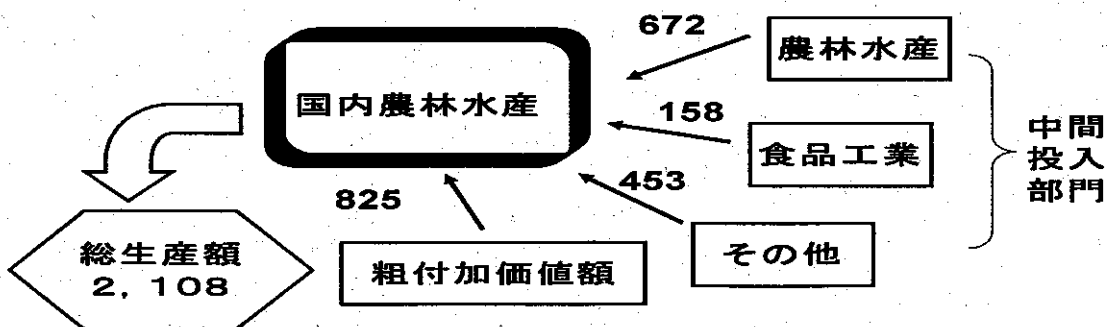 672
農林水産
国内農林水産
158
食品工業
中間
投入
部門
453
825
その他
総生産額
2,108
粗付加価値額